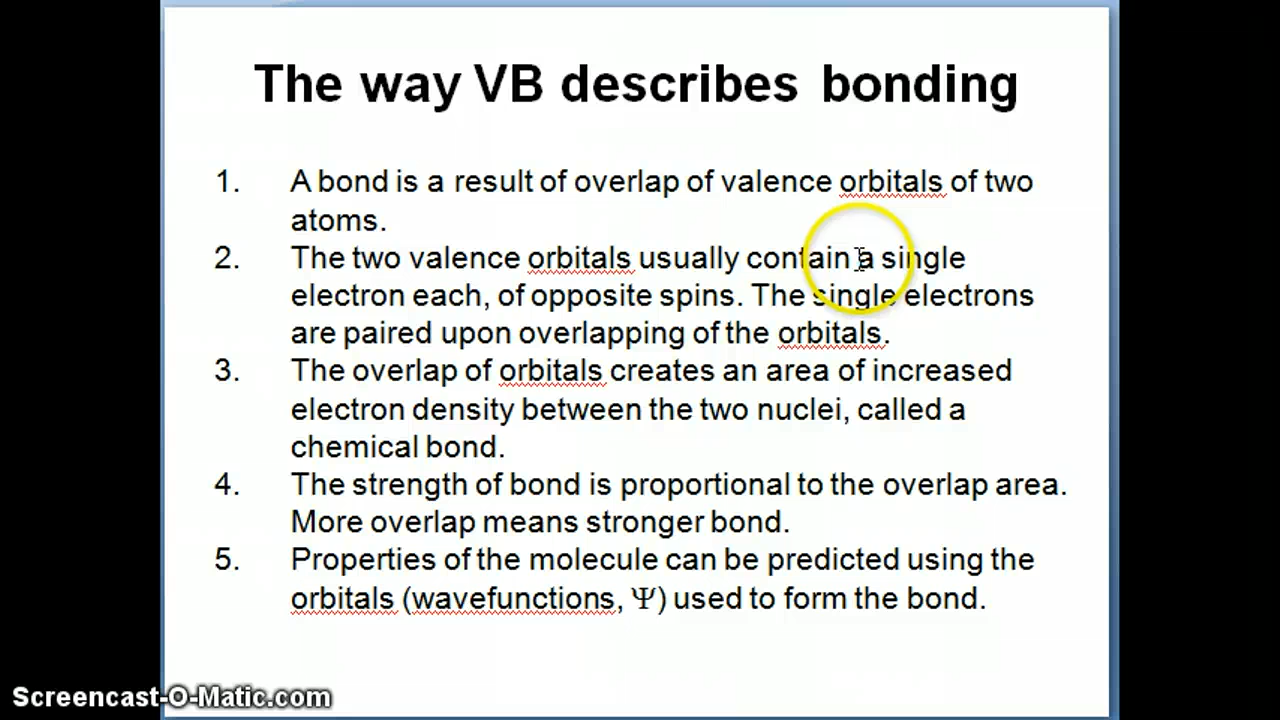 The way VB describes bonding
1. A bond is a result of overlap of valence orbitals of two
atoms.
2. The two valence orbitals usually contain a single
electron each, of opposite spins. The single electrons
are paired upon overlapping of the orbitals.
3. The overlap of orbitals creates an area of increased
electron density between the two nuclei, called a
chemical bond.
4. The strength of bond is proportional to the overlap area.
More overlap means stronger bond.
5. Properties of the molecule can be predicted using the
orbitals (wavefunctions, Ψ) used to form the bond.
Screencast-O-Matic.com